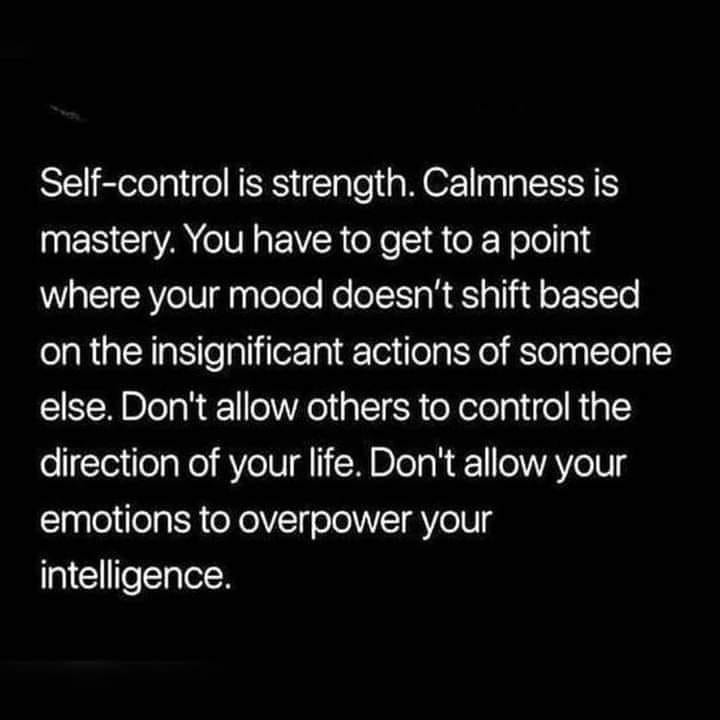 Self-control is strength. Calmness is
mastery. You have to get to a point
where your mood doesn't shift based
on the insignificant actions of someone
else. Don't allow others to control the
direction of your life. Don't allow your
emotions to overpower your
intelligence.